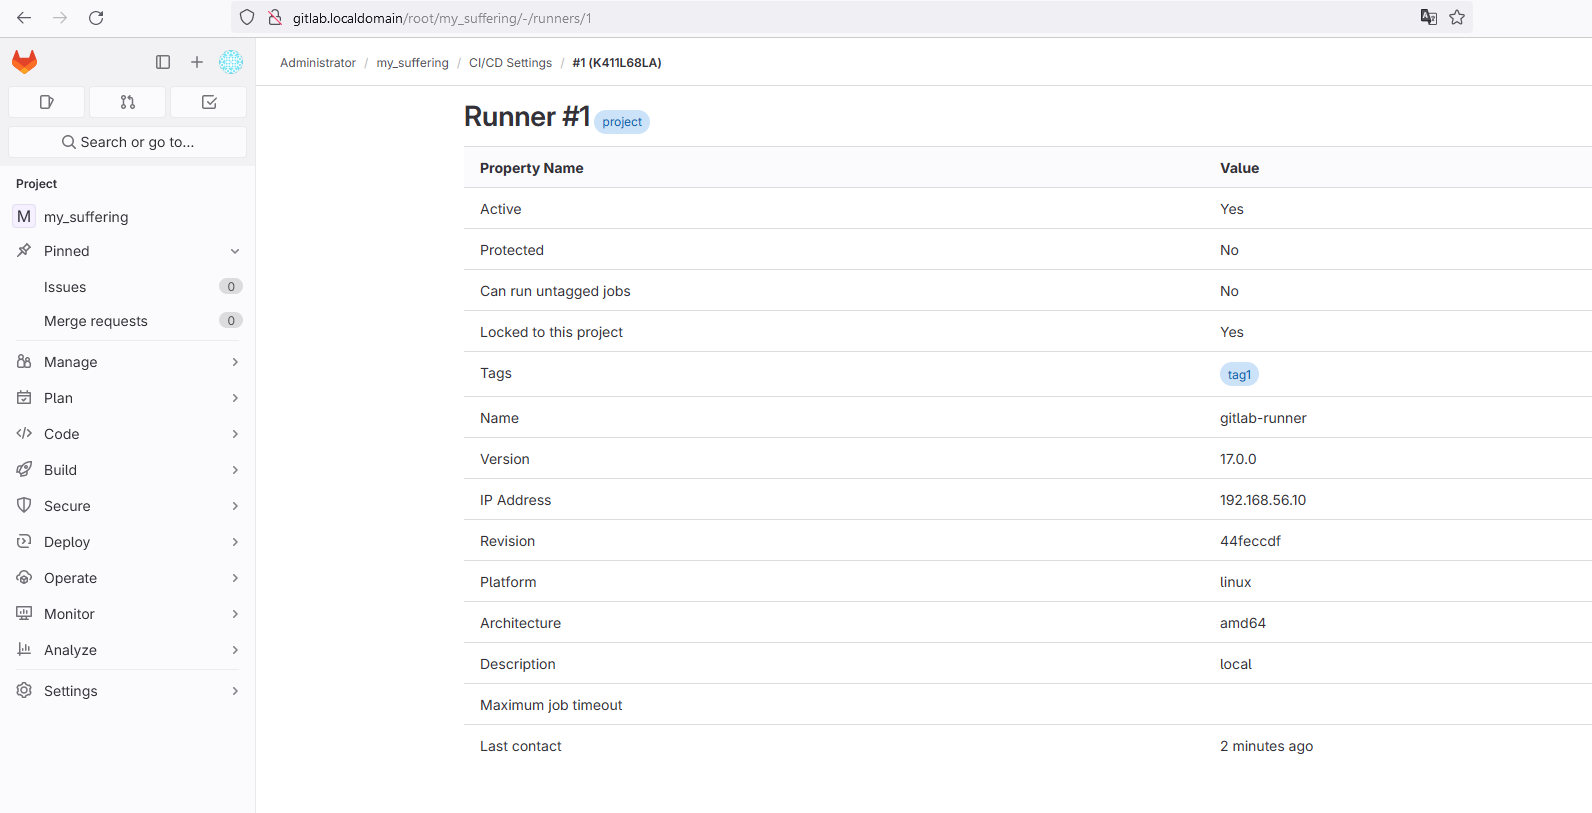 gitlab.localdomain/root/my_suffering/-/runners/1
Administrator / my_suffering / CI/CD Settings / #1 (K411L68LA)
Search or go to...
Project
M my_suffering
Pinned
Issues 0
Merge requests 0
Manage
Plan
Code
Build
Secure
Deploy
Operate
Monitor
Analyze
Settings
Runner #1 project
Property Name Value
Active Yes
Protected No
Can run untagged jobs No
Locked to this project Yes
Tags tag1
Name gitlab-runner
Version 17.0.0
IP Address 192.168.56.10
Revision 44feccdf
Platform linux
Architecture amd64
Description local
Maximum job timeout
Last contact 2 minutes ago